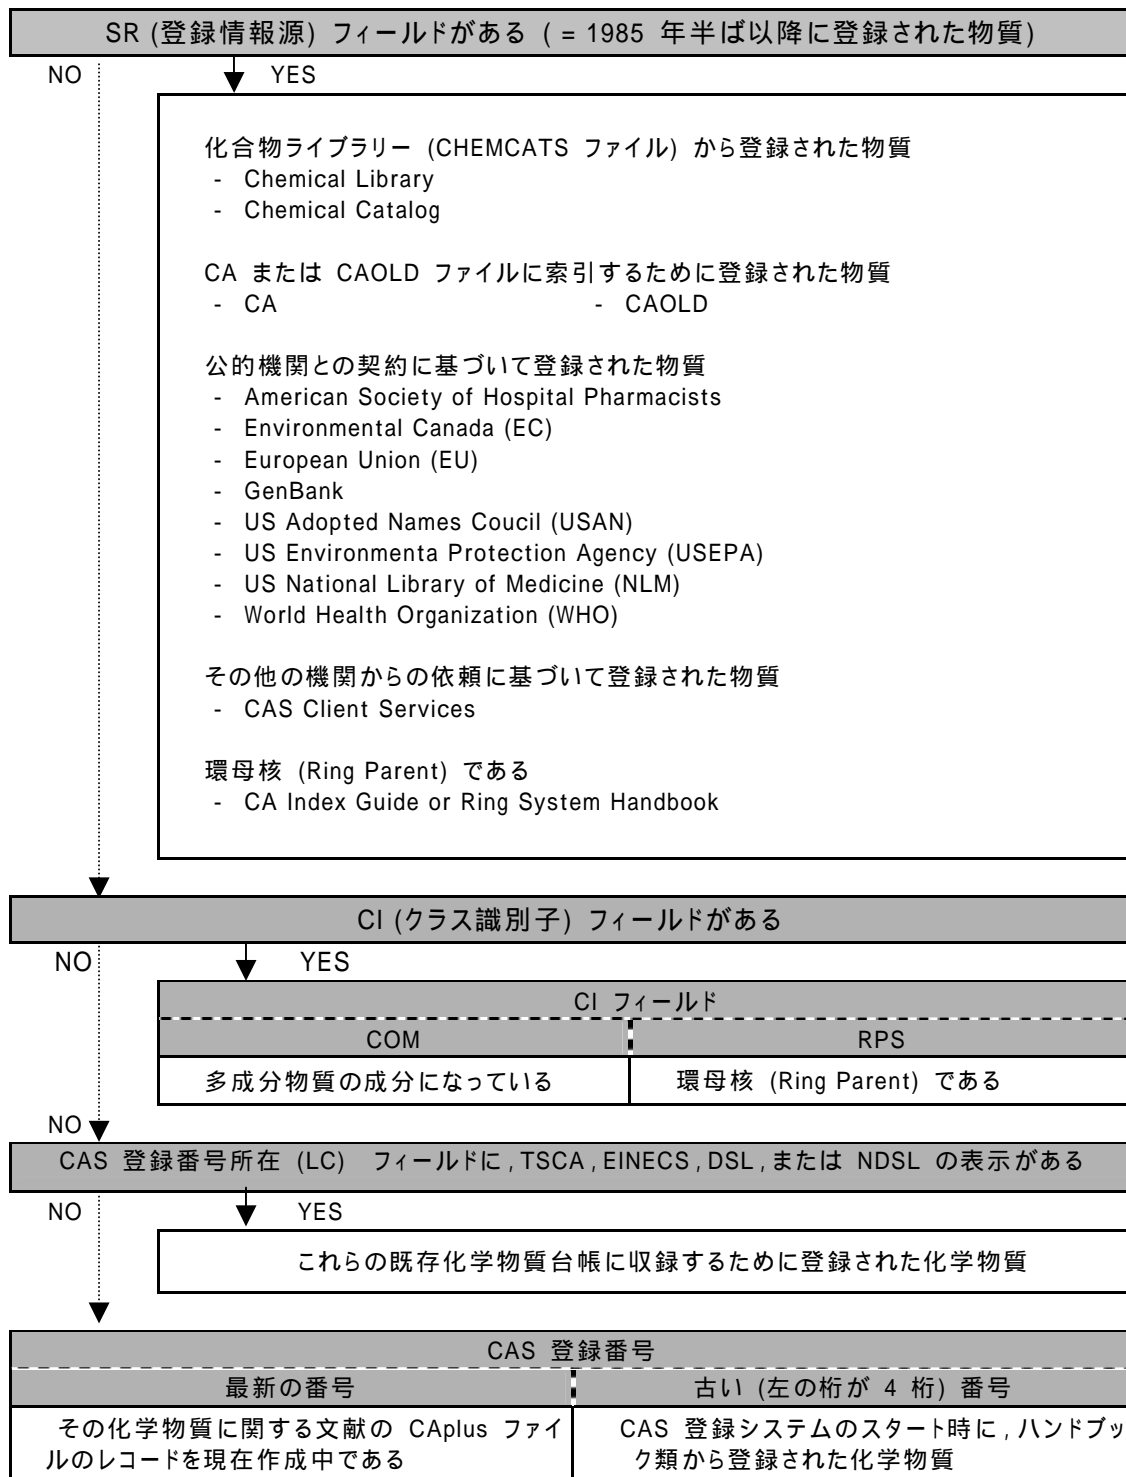 SR (登録情報源) フィールドがある ( = 1985 年半ば以降に登録された物質)
NO YES
化合物ライブラリー (CHEMCATS ファイル) から登録された物質
- Chemical Library
- Chemical Catalog
CA または CAOLD ファイルに索引するために登録された物質
- CA - CAOLD
公的機関との契約に基づいて登録された物質
- American Society of Hospital Pharmacists
- Environmental Canada (EC)
- European Union (EU)
- GenBank
- US Adopted Names Coucil (USAN)
- US Environmenta Protection Agency (USEPA)
- US National Library of Medicine (NLM)
- World Health Organization (WHO)
その他の機関からの依頼に基づいて登録された物質
- CAS Client Services
環母核 (Ring Parent) である
- CA Index Guide or Ring System Handbook
CI (クラス識別子) フィールドがある
NO YES
CI フィールド
COM RPS
多成分物質の成分になっている 環母核 (Ring Parent) である
NO
CAS 登録番号所在 (LC) フィールドに, TSCA, EINECS, DSL, または NDSL の表示がある
NO YES
これらの既存化学物質台帳に収録するために登録された化学物質
CAS 登録番号
最新の番号 古い (左の桁が 4 桁) 番号
その化学物質に関する文献の CAplus ファイ CAS 登録システムのスタート時に, ハンドブッ
ルのレコードを現在作成中である ク類から登録された化学物質